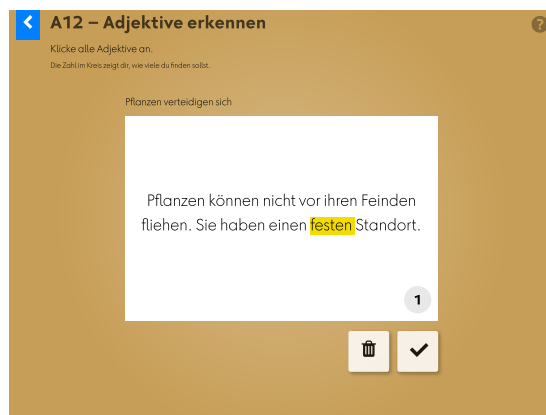 A12 – Adjektive erkennen
?
Klicke alle Adjektive an.
Die Zahl im Kreis zeigt dir, wie viele du finden sollst.
Pflanzen verteidigen sich
Pflanzen können nicht vor ihren Feinden
fliehen. Sie haben einen festen Standort.
1